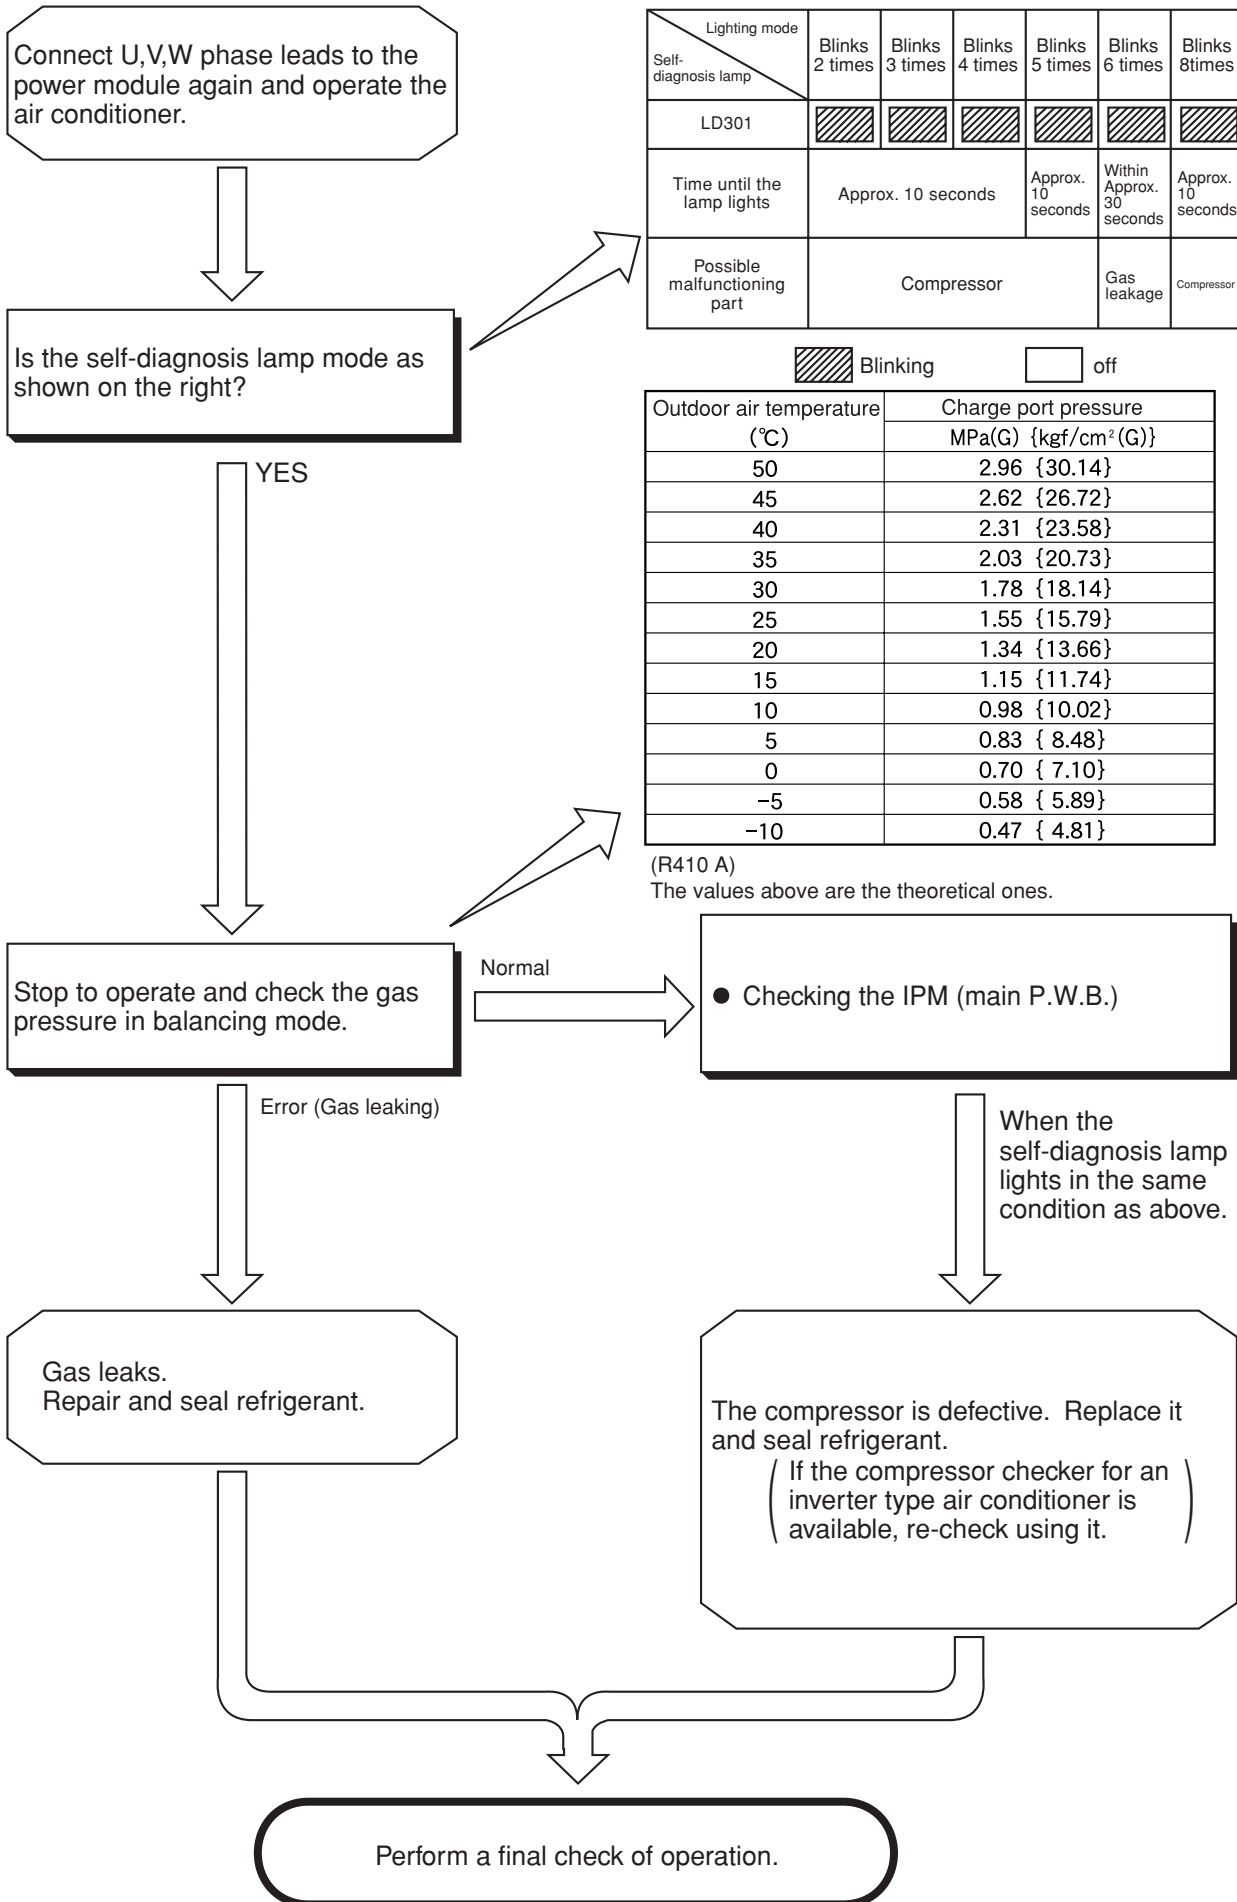 Connect U,V,W phase leads to the
power module again and operate the
air conditioner.
Lighting mode
Self-
diagnosis lamp
Blinks
2 times
Blinks
3 times
Blinks
4 times
Blinks
5 times
Blinks
6 times
Blinks
8times
LD301
Time until the
lamp lights
Approx. 10 seconds
Approx.
10
seconds
Within
Approx.
30
seconds
Approx.
10
seconds
Possible
malfunctioning
part
Compressor
Gas
leakage
Compressor
Blinking
off
Is the self-diagnosis lamp mode as
shown on the right?
YES
Outdoor air temperature
(℃)
Charge port pressure
MPa(G) {kgf/cm²(G)}
50 2.96 {30.14}
45 2.62 {26.72}
40 2.31 {23.58}
35 2.03 {20.73}
30 1.78 {18.14}
25 1.55 {15.79}
20 1.34 {13.66}
15 1.15 {11.74}
10 0.98 {10.02}
5 0.83 { 8.48}
0 0.70 { 7.10}
−5 0.58 { 5.89}
−10 0.47 { 4.81}
(R410 A)
The values above are the theoretical ones.
Stop to operate and check the gas
pressure in balancing mode.
Normal
● Checking the IPM (main P.W.B.)
Error (Gas leaking)
When the
self-diagnosis lamp
lights in the same
condition as above.
Gas leaks.
Repair and seal refrigerant.
The compressor is defective. Replace it
and seal refrigerant.
( If the compressor checker for an
inverter type air conditioner is
available, re-check using it. )
Perform a final check of operation.